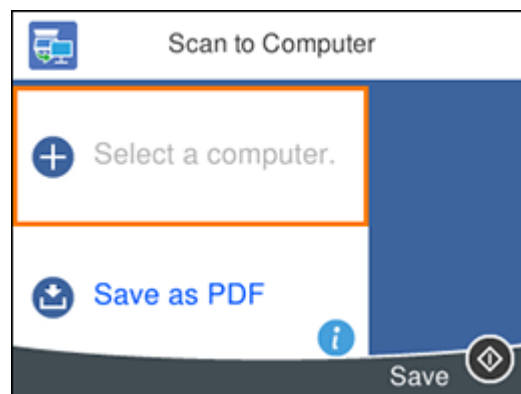 Scan to Computer
Select a computer.
Save as PDF
i
Save